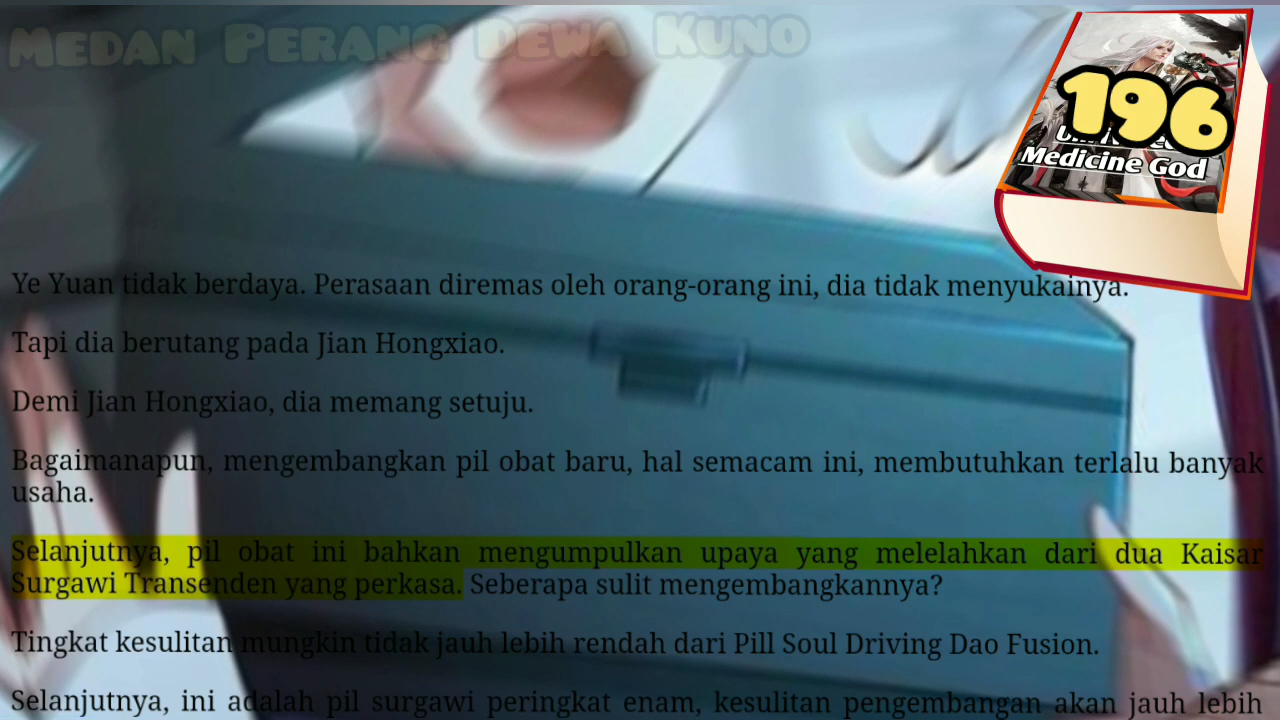 Medan Perang Dewa Kuno
196
Medicine God
Ye Yuan tidak berdaya. Perasaan diremas oleh orang-orang ini, dia tidak menyukainya.
Tapi dia berutang pada Jian Hongxiao.
Demi Jian Hongxiao, dia memang setuju.
Bagaimanapun, mengembangkan pil obat baru, hal semacam ini, membutuhkan terlalu banyak
usaha.
Selanjutnya, pil obat ini bahkan mengumpulkan upaya yang melelahkan dari dua Kaisar
Surgawi Transenden yang perkasa. Seberapa sulit mengembangkannya?
Tingkat kesulitan mungkin tidak jauh lebih rendah dari Pill Soul Driving Dao Fusion.
Selanjutnya, ini adalah pil surgawi peringkat enam, kesulitan pengembangan akan jauh lebih